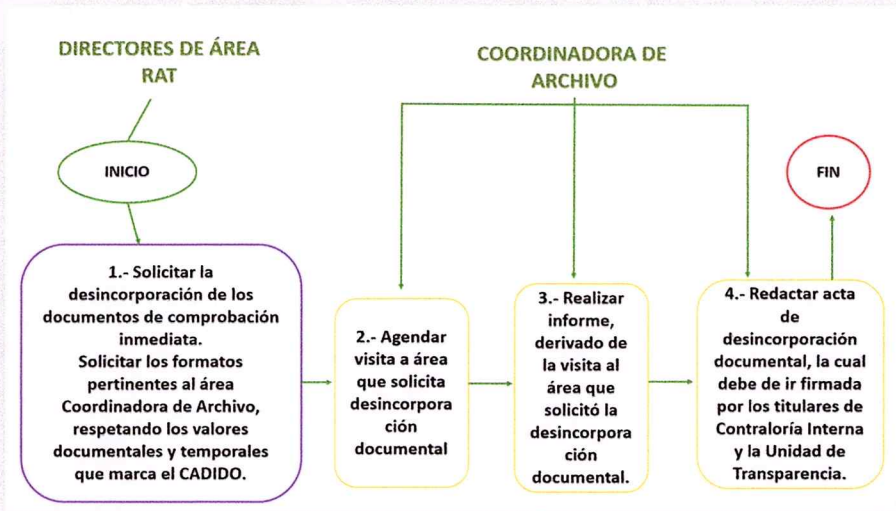 DIRECTORES DE ÁREA
RAT
COORDINADORA DE
ARCHIVO
INICIO
FIN
1.- Solicitar la
desincorporación de los
documentos de comprobación
inmediata.
Solicitar los formatos
pertinentes al área
Coordinadora de Archivo,
respetando los valores
documentales y temporales
que marca el CADIDO.
2.- Agendar
visita a área
que solicita
desincorpora
ción
documental
3.- Realizar
informe,
derivado de
la visita al
área que
solicitó la
desincorpora
ción
documental.
4.- Redactar acta
de
desincorporación
documental, la cual
debe de ir firmada
por los titulares de
Contraloría Interna
y la Unidad de
Transparencia.